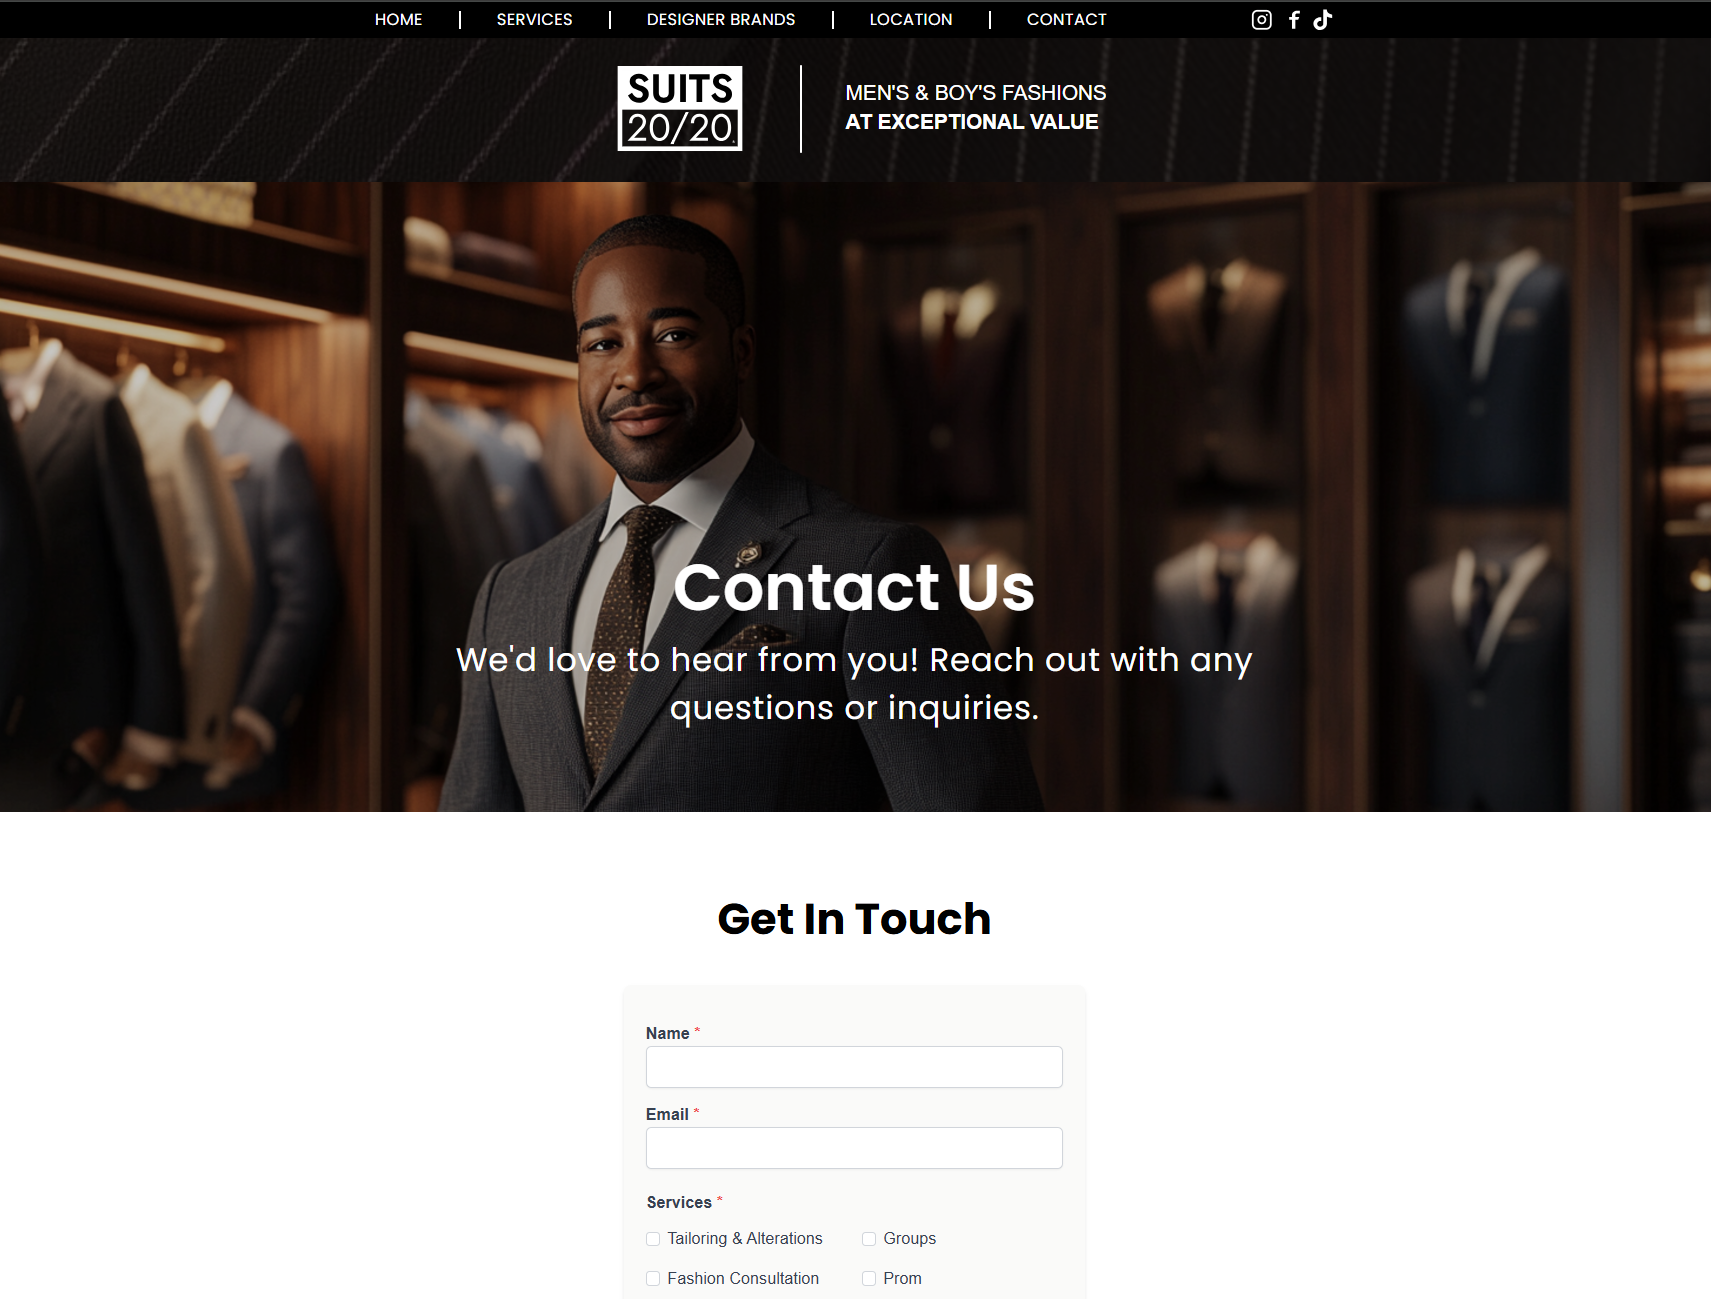 HOME | SERVICES | DESIGNER BRANDS | LOCATION | CONTACT
SUITS
20/20
MEN'S & BOY'S FASHIONS
AT EXCEPTIONAL VALUE
Contact Us
We'd love to hear from you! Reach out with any
questions or inquiries.
Get In Touch
Name *
Email *
Services *
Tailoring & Alterations
Groups
Fashion Consultation
Prom